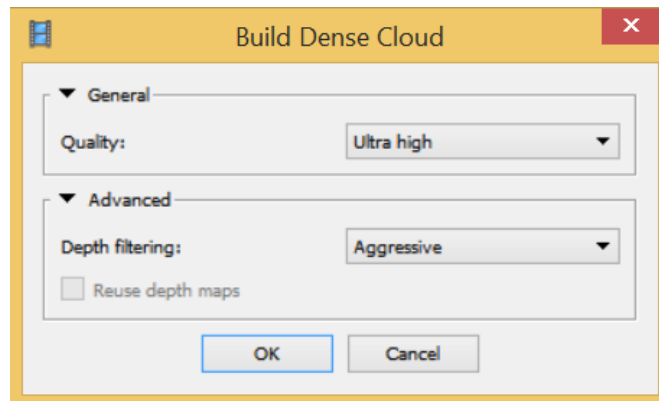 Build Dense Cloud
General
Quality: Ultra high
Advanced
Depth filtering: Aggressive
Reuse depth maps
OK Cancel